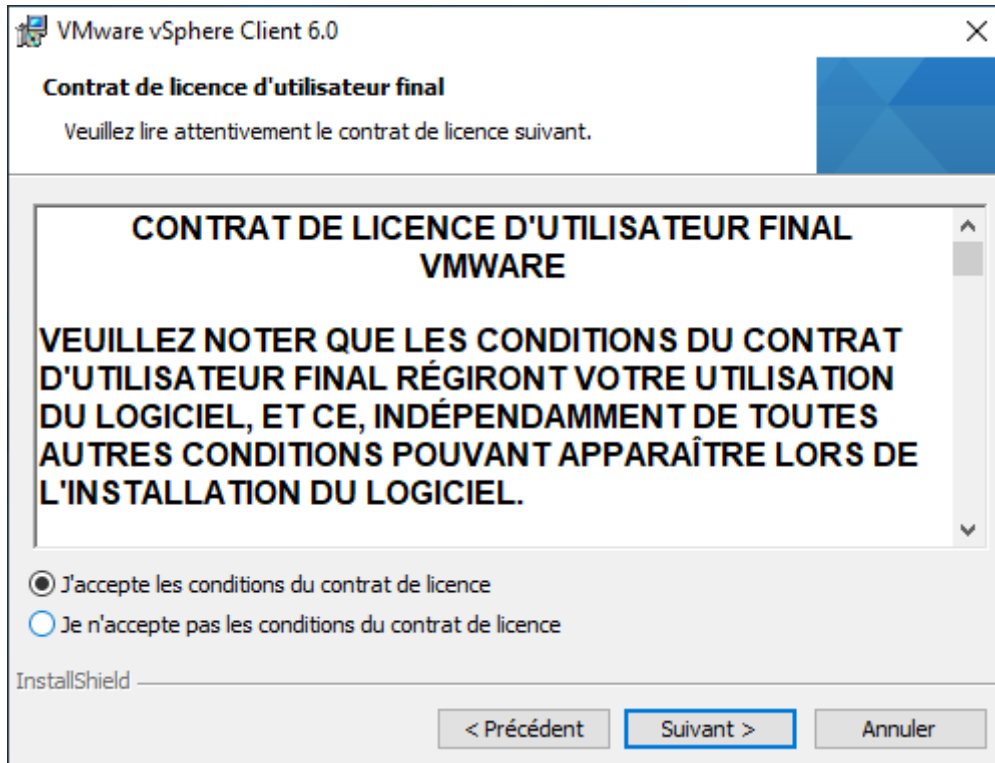 VMware vSphere Client 6.0
Contrat de licence d'utilisateur final
Veuillez lire attentivement le contrat de licence suivant.
CONTRAT DE LICENCE D'UTILISATEUR FINAL
VMWARE
VEUILLEZ NOTER QUE LES CONDITIONS DU CONTRAT
D'UTILISATEUR FINAL RÉGIRONT VOTRE UTILISATION
DU LOGICIEL, ET CE, INDÉPENDAMMENT DE TOUTES
AUTRES CONDITIONS POUVANT APPARAÎTRE LORS DE
L'INSTALLATION DU LOGICIEL.
J'accepte les conditions du contrat de licence
Je n'accepte pas les conditions du contrat de licence
InstallShield
< Précédent Suivant > Annuler